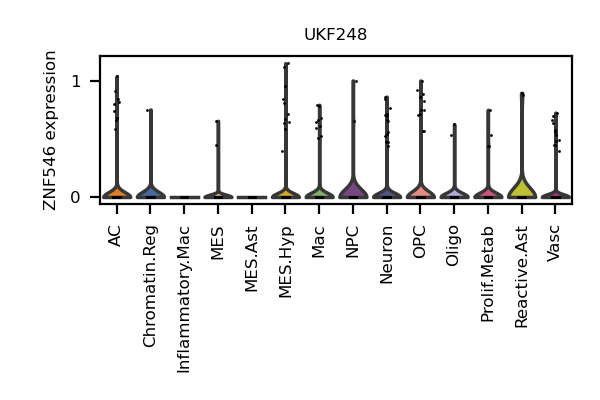 UKF248
ZNF546 expression
1
0
AC
Chromatin.Reg
Inflammatory.Mac
MES
MES.Ast
MES.Hyp
Mac
NPC
Neuron
OPC
Oligo
Prolif.Metab
Reactive.Ast
Vasc